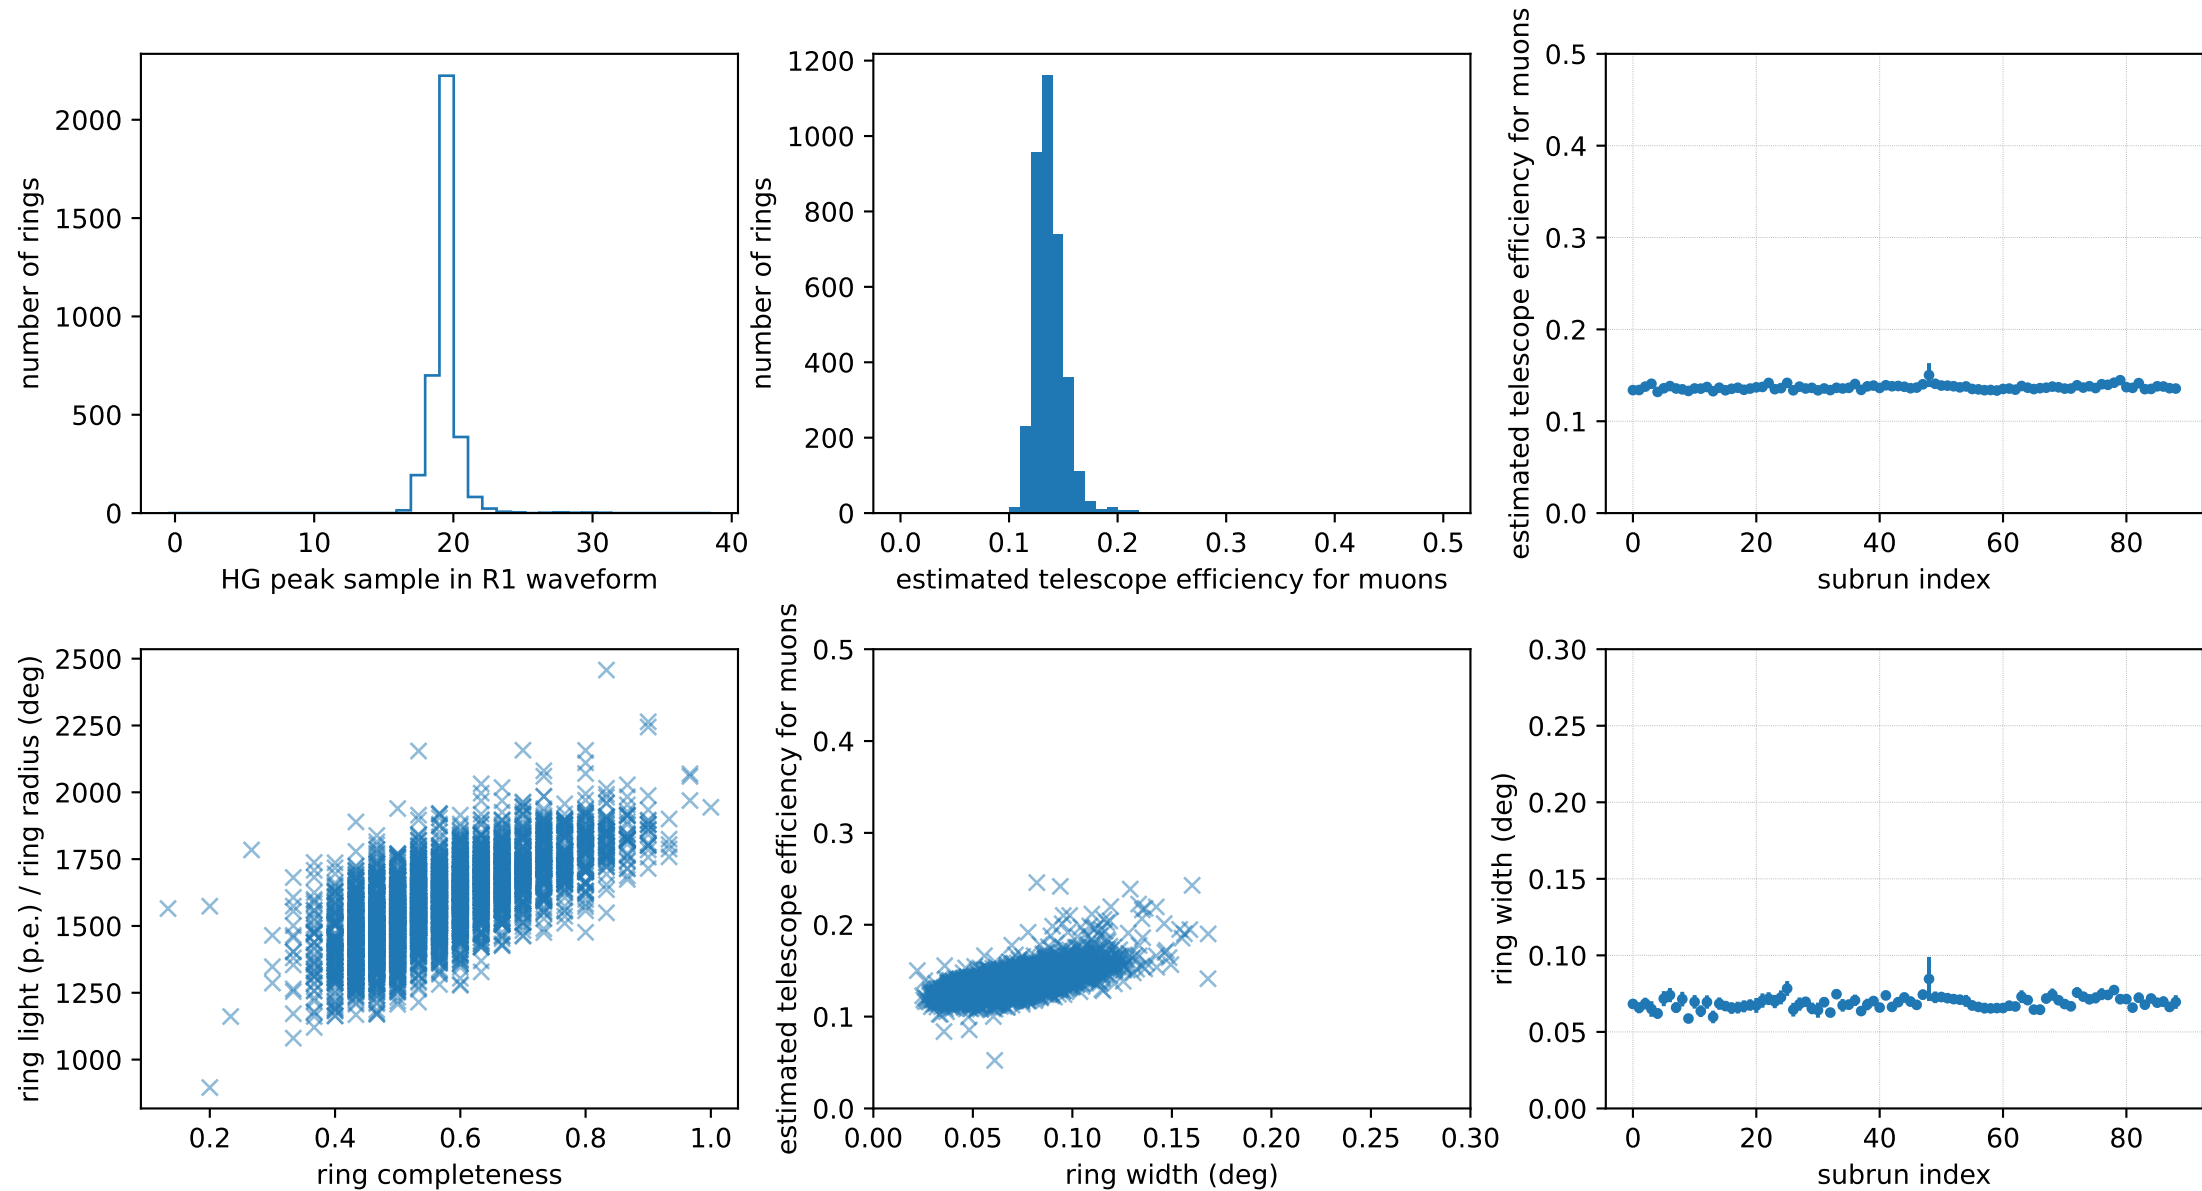 number of rings
2000
1500
1000
500
0
0 10 20 30 40
HG peak sample in R1 waveform
number of rings
1200
1000
800
600
400
200
0
0.0 0.1 0.2 0.3 0.4 0.5
estimated telescope efficiency for muons
estimated telescope efficiency for muons
0.5
0.4
0.3
0.2
0.1
0.0
0 20 40 60 80
subrun index
ring light (p.e.) / ring radius (deg)
2500
2250
2000
1750
1500
1250
1000
0.2 0.4 0.6 0.8 1.0
ring completeness
estimated telescope efficiency for muons
0.5
0.4
0.3
0.2
0.1
0.0
0.00 0.05 0.10 0.15 0.20 0.25 0.30
ring width (deg)
ring width (deg)
0.30
0.25
0.20
0.15
0.10
0.05
0.00
0 20 40 60 80
subrun index